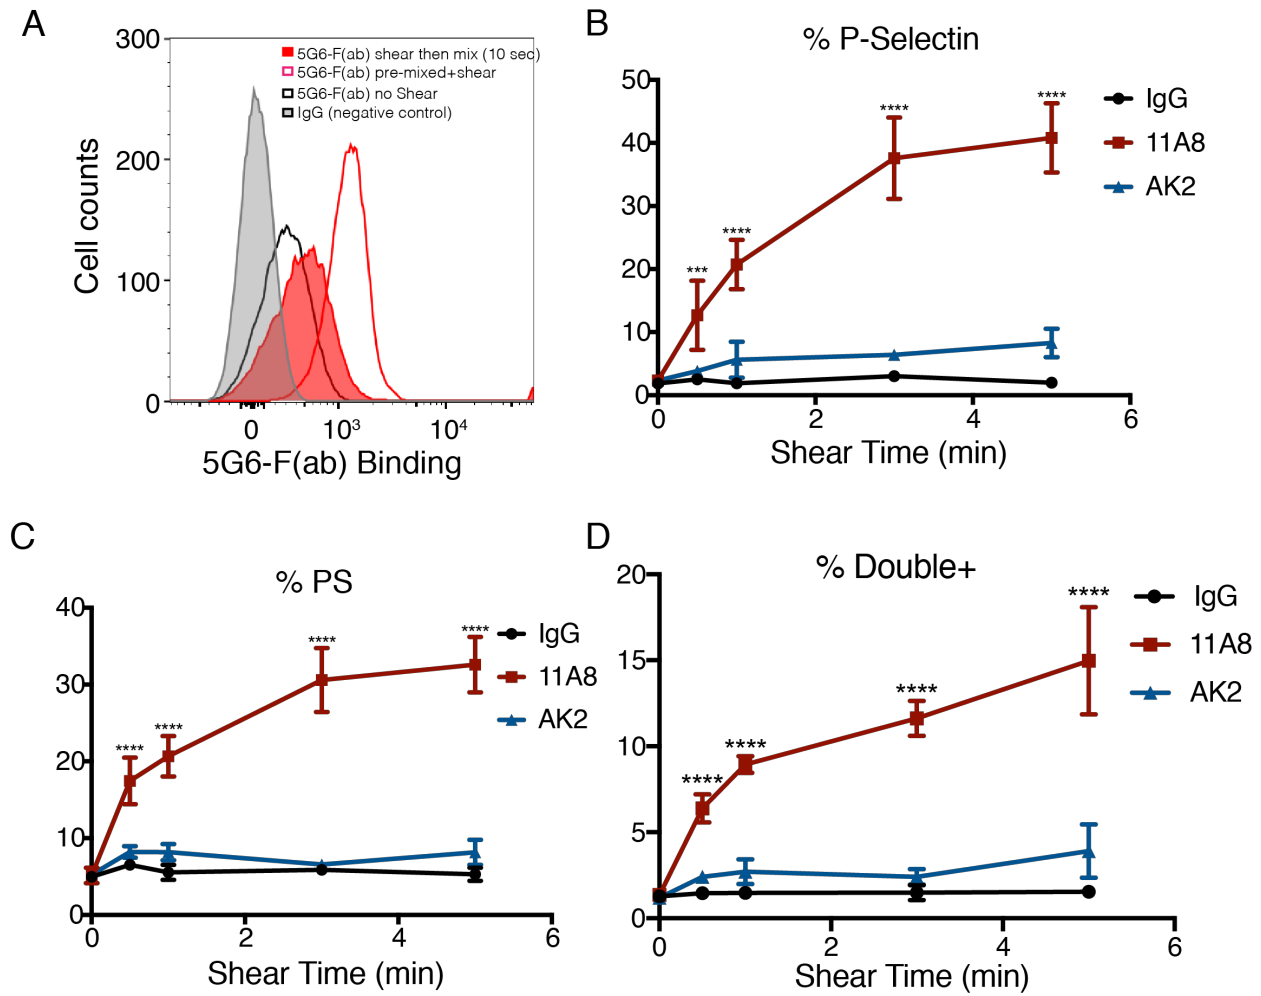 A
300
200
100
0
Cell counts
5G6-F(ab) shear then mix (10 sec)
5G6-F(ab) pre-mixed+shear
5G6-F(ab) no Shear
IgG (negative control)
0 10³ 10⁴
5G6-F(ab) Binding
B
% P-Selectin
50
40
30
20
10
0
***
****
****
****
IgG
11A8
AK2
0 2 4 6
Shear Time (min)
C
% PS
40
30
20
10
0
****
****
****
****
IgG
11A8
AK2
0 2 4 6
Shear Time (min)
D
% Double+
20
15
10
5
0
****
****
****
****
IgG
11A8
AK2
0 2 4 6
Shear Time (min)